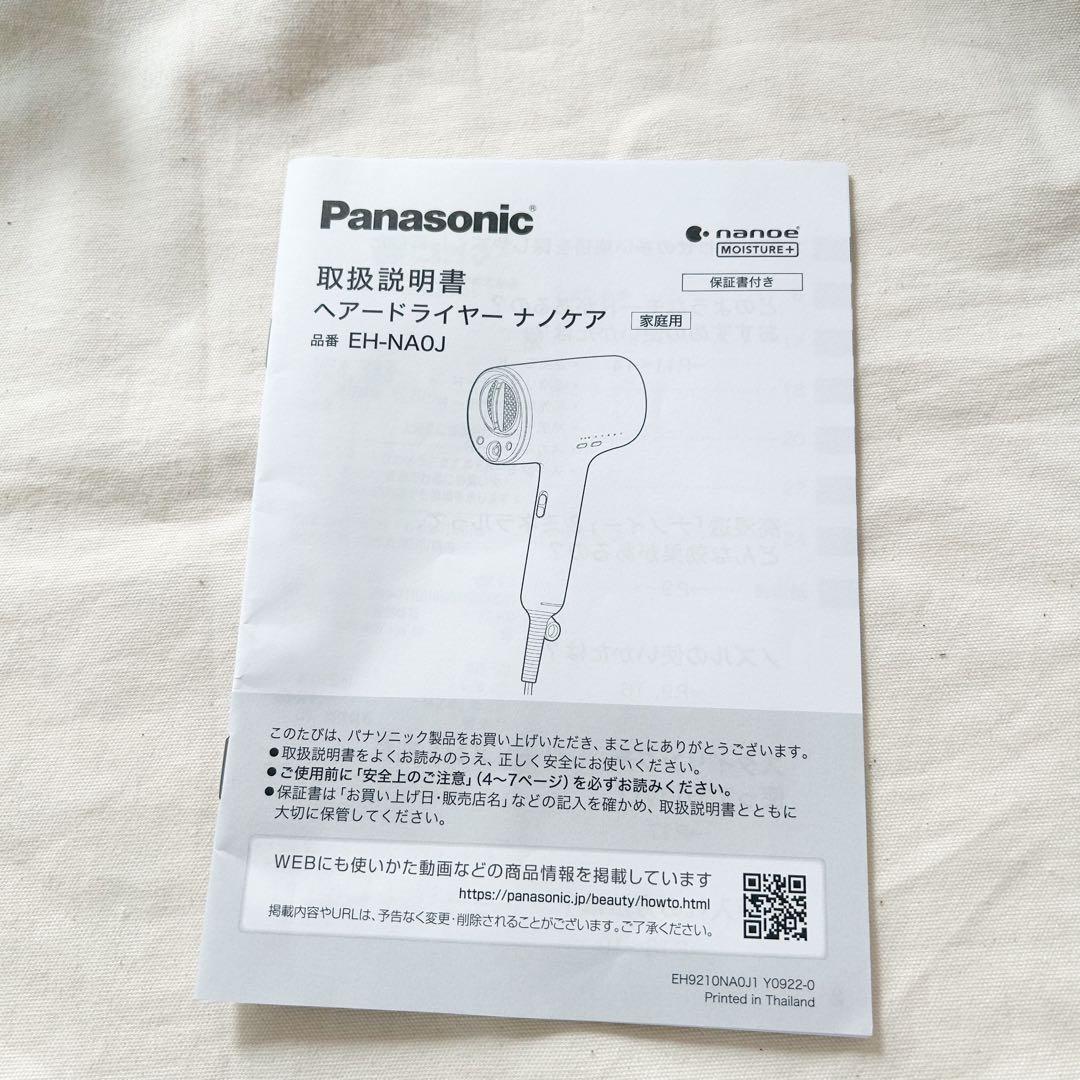 Panasonic®
nanoe®
MOISTURE+
取扱説明書
保証書付き
ヘアードライヤー ナノケア 家庭用
品番 EH-NA0J
このたびは、パナソニック製品をお買い上げいただき、まことにありがとうございます。
●取扱説明書をよくお読みのうえ、正しく安全にお使いください。
●ご使用前に「安全上のご注意」(4〜7ページ)を必ずお読みください。
●保証書は「お買い上げ日・販売店名」などの記入を確かめ、取扱説明書とともに
大切に保管してください。
WEBにも使いかた動画などの商品情報を掲載しています
https://panasonic.jp/beauty/howto.html
掲載内容やURLは、予告なく変更・削除されることがございます。ご了承ください。
EH9210NA0J1 Y0922-0
Printed in Thailand